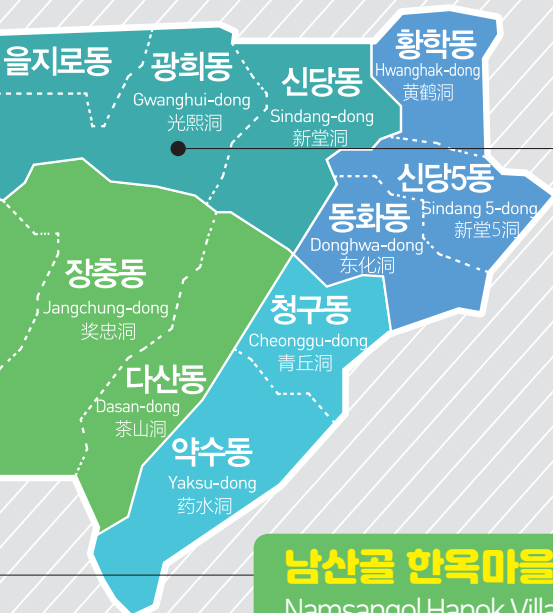 을지로동
광희동
Gwanghui-dong
光熙洞
신당동
Sindang-dong
新堂洞
황학동
Hwanghak-dong
黄鹤洞
신당5동
Sindang 5-dong
新堂5洞
동화동
Donghwa-dong
东化洞
장충동
Jangchung-dong
奖忠洞
청구동
Cheonggu-dong
青丘洞
다산동
Dasan-dong
茶山洞
약수동
Yaksu-dong
药水洞
남산골 한옥마을
Namsangol Hanok Villa